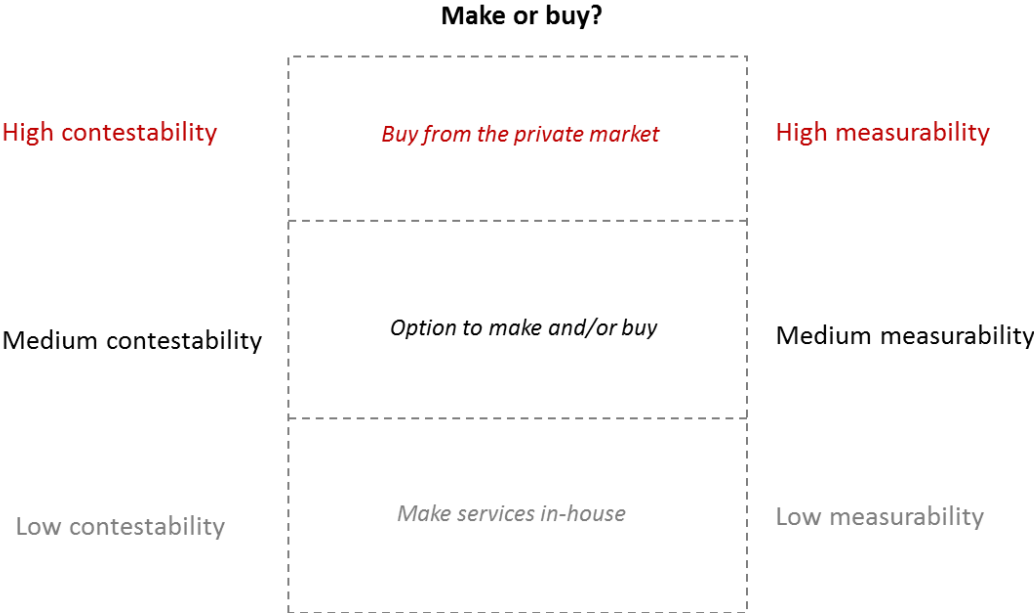 Make or buy?
High contestability
Buy from the private market
High measurability
Medium contestability
Option to make and/or buy
Medium measurability
Low contestability
Make services in-house
Low measurability